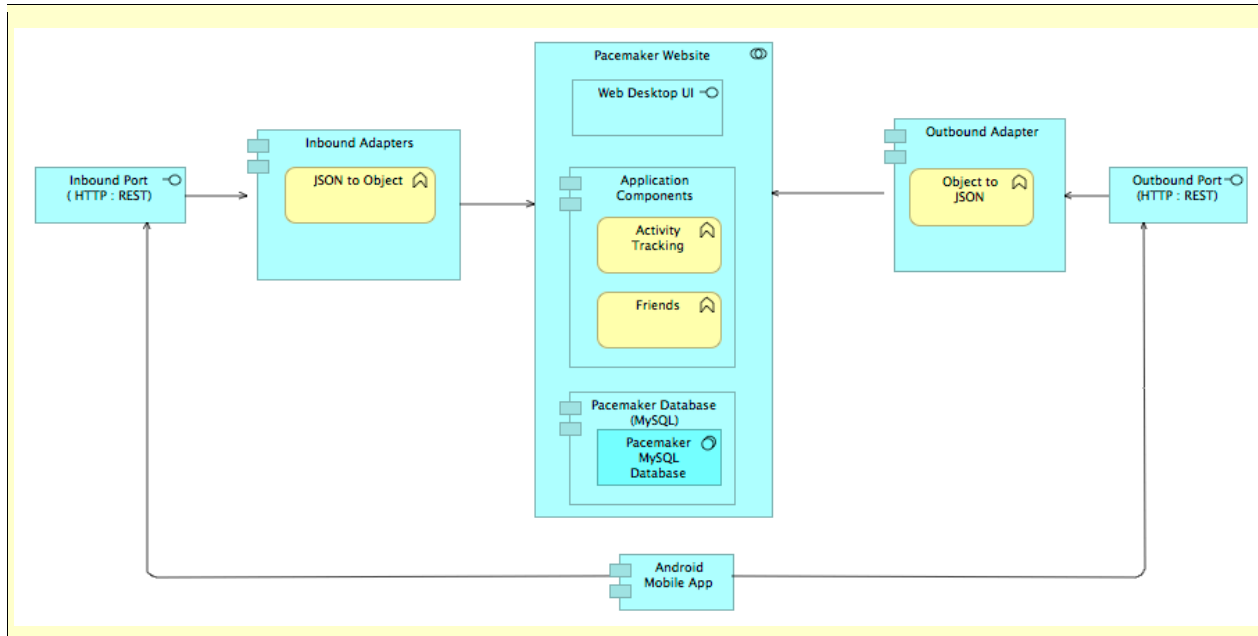 Pacemaker Website
Web Desktop UI
Inbound Port
( HTTP : REST)
Inbound Adapters
JSON to Object
Application
Components
Activity
Tracking
Friends
Pacemaker Database
(MySQL)
Pacemaker
MySQL
Database
Outbound Adapter
Object to
JSON
Outbound Port
(HTTP : REST)
Android
Mobile App